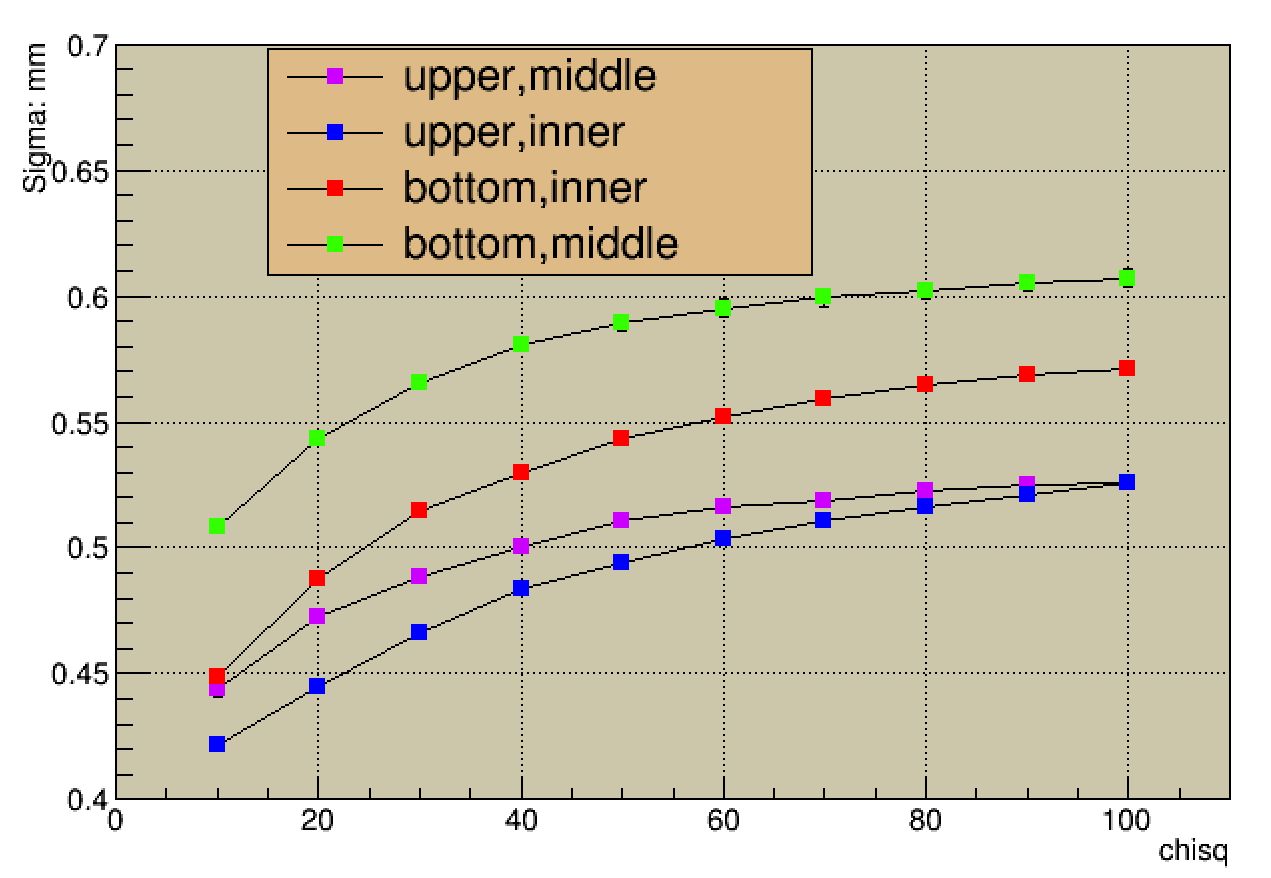 Sigma: mm
0.7
0.65
0.6
0.55
0.5
0.45
0.4
upper,middle
upper,inner
bottom,inner
bottom,middle
0 20 40 60 80 100
chisq